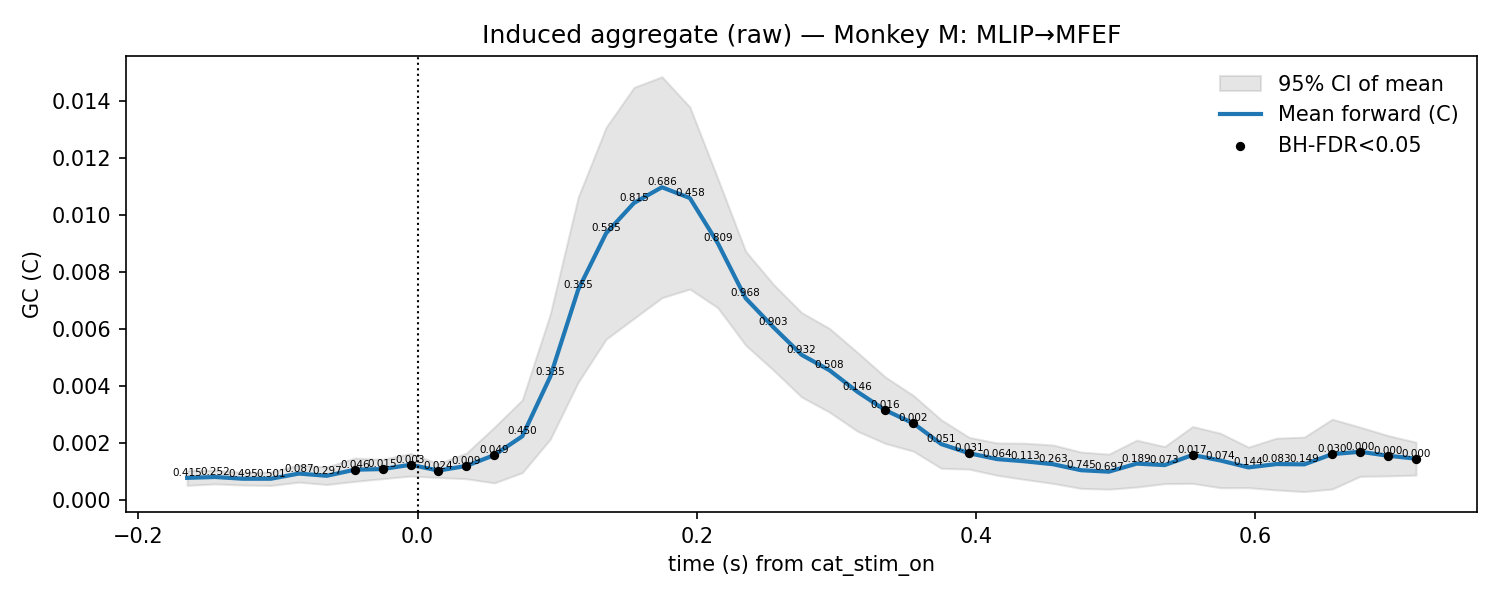 Induced aggregate (raw) — Monkey M: MLIP→MFEF
95% CI of mean
Mean forward (C)
BH-FDR<0.05
GC (C)
0.014
0.012
0.010
0.008
0.006
0.004
0.002
0.000
0.415 0.252 0.495 0.501 0.087 0.297 0.046 0.015 0.003 0.024 0.009 0.049 0.450 0.335 0.355 0.585 0.815 0.686 0.458 0.809 0.968 0.903 0.932 0.508 0.146 0.016 0.002 0.051 0.031 0.064 0.113 0.263 0.745 0.697 0.189 0.073 0.017 0.074 0.144 0.083 0.149 0.030 0.000 0.000 0.000
−0.2 0.0 0.2 0.4 0.6
time (s) from cat_stim_on